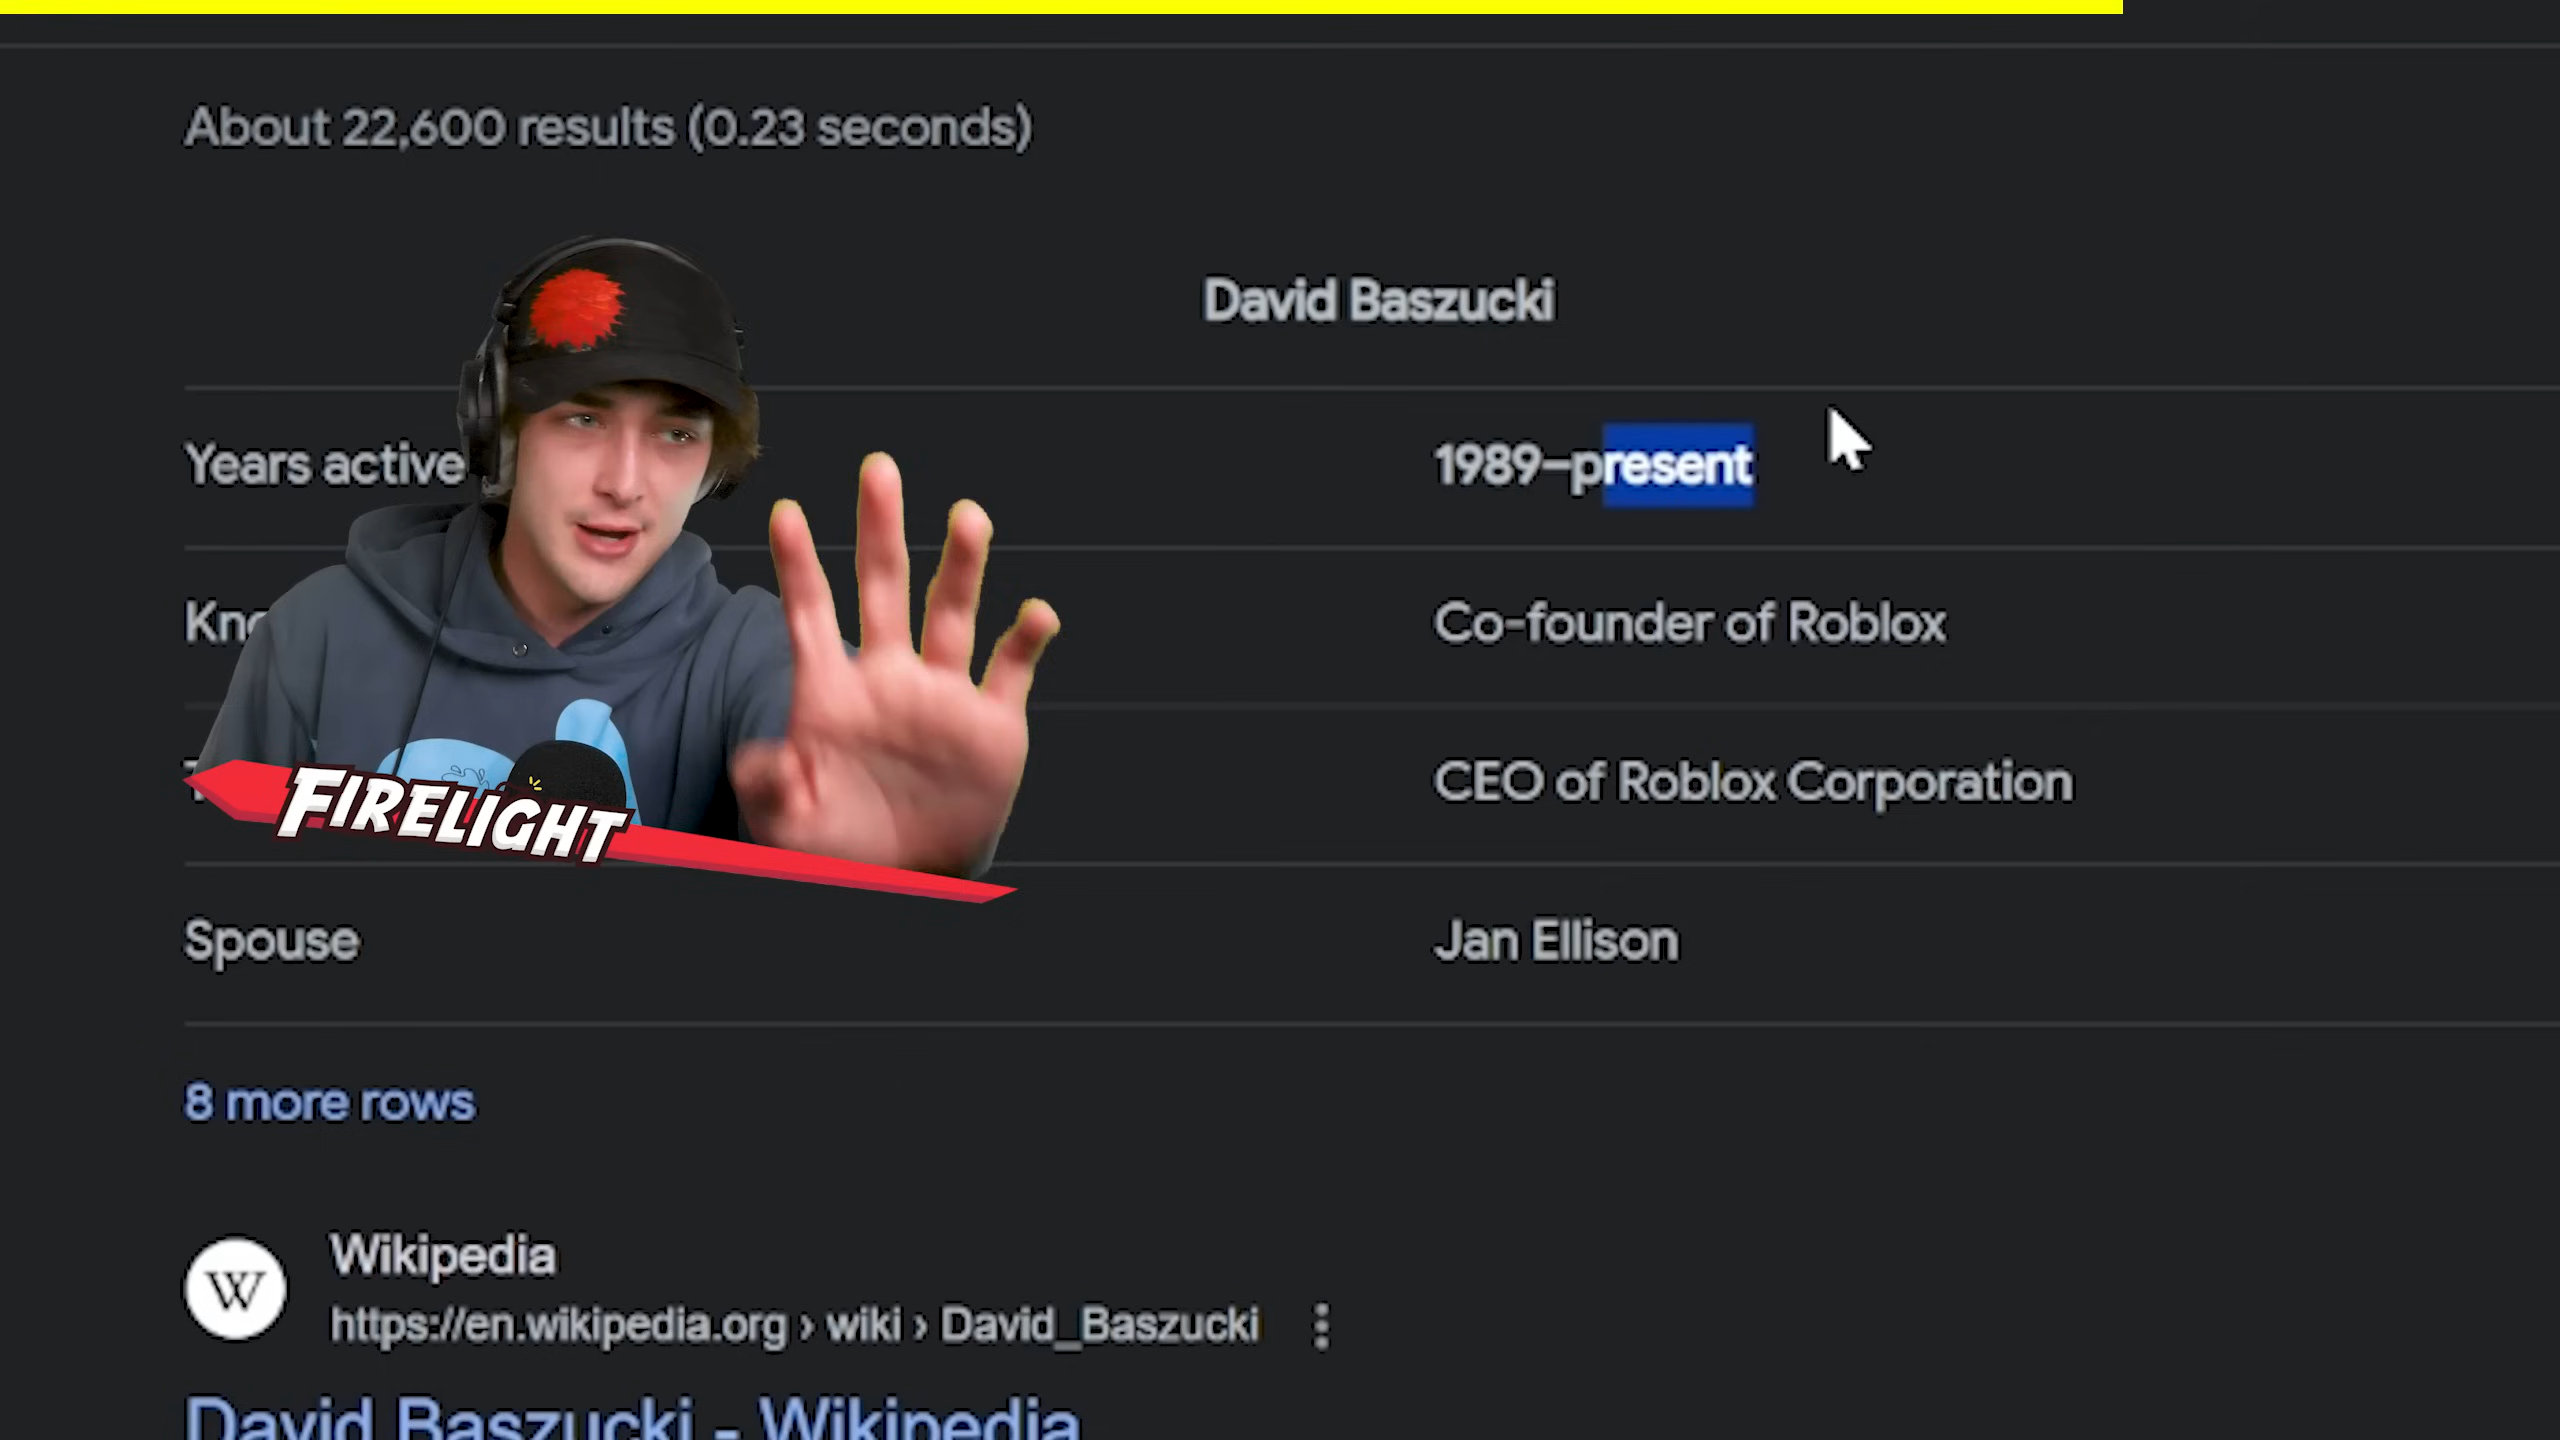 About 22,600 results (0.23 seconds)
David Baszucki
Years active 1989–present
Co-founder of Roblox
CEO of Roblox Corporation
FIRELIGHT
Spouse Jan Ellison
8 more rows
Wikipedia
https://en.wikipedia.org › wiki › David_Baszucki
David Baszucki - Wikipedia